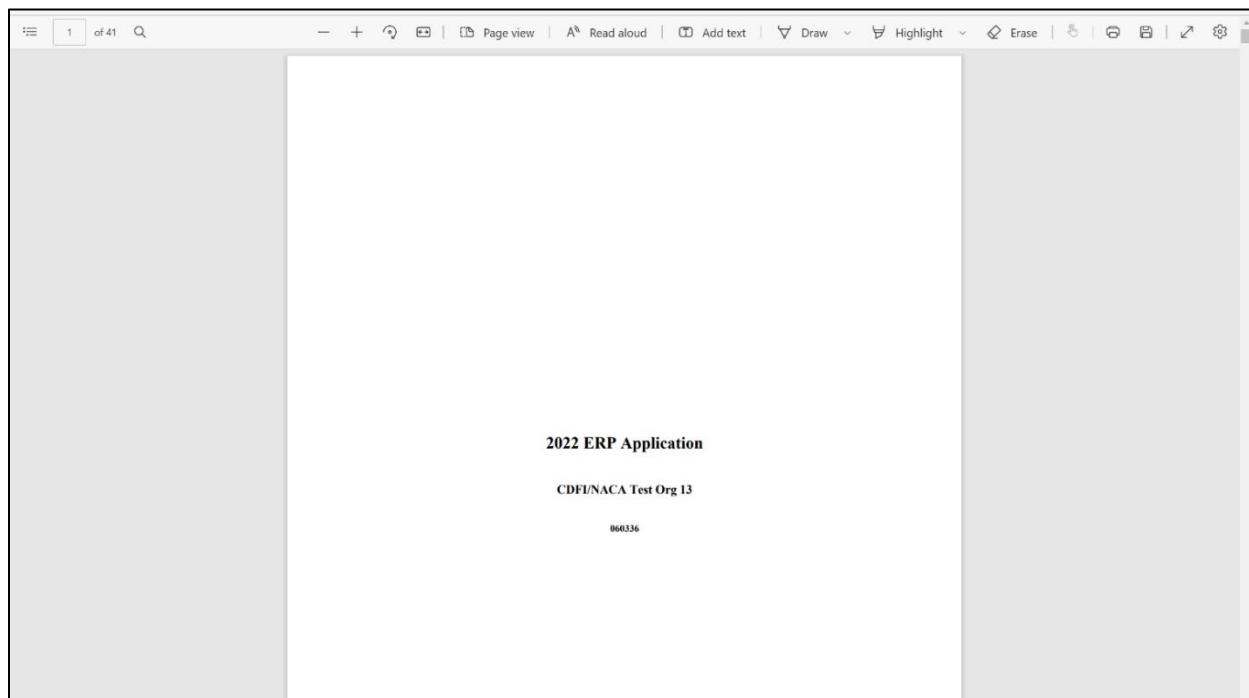 1 of 41 Page view Read aloud Add text Draw Highlight Erase
2022 ERP Application
CDFI/NACA Test Org 13
060336